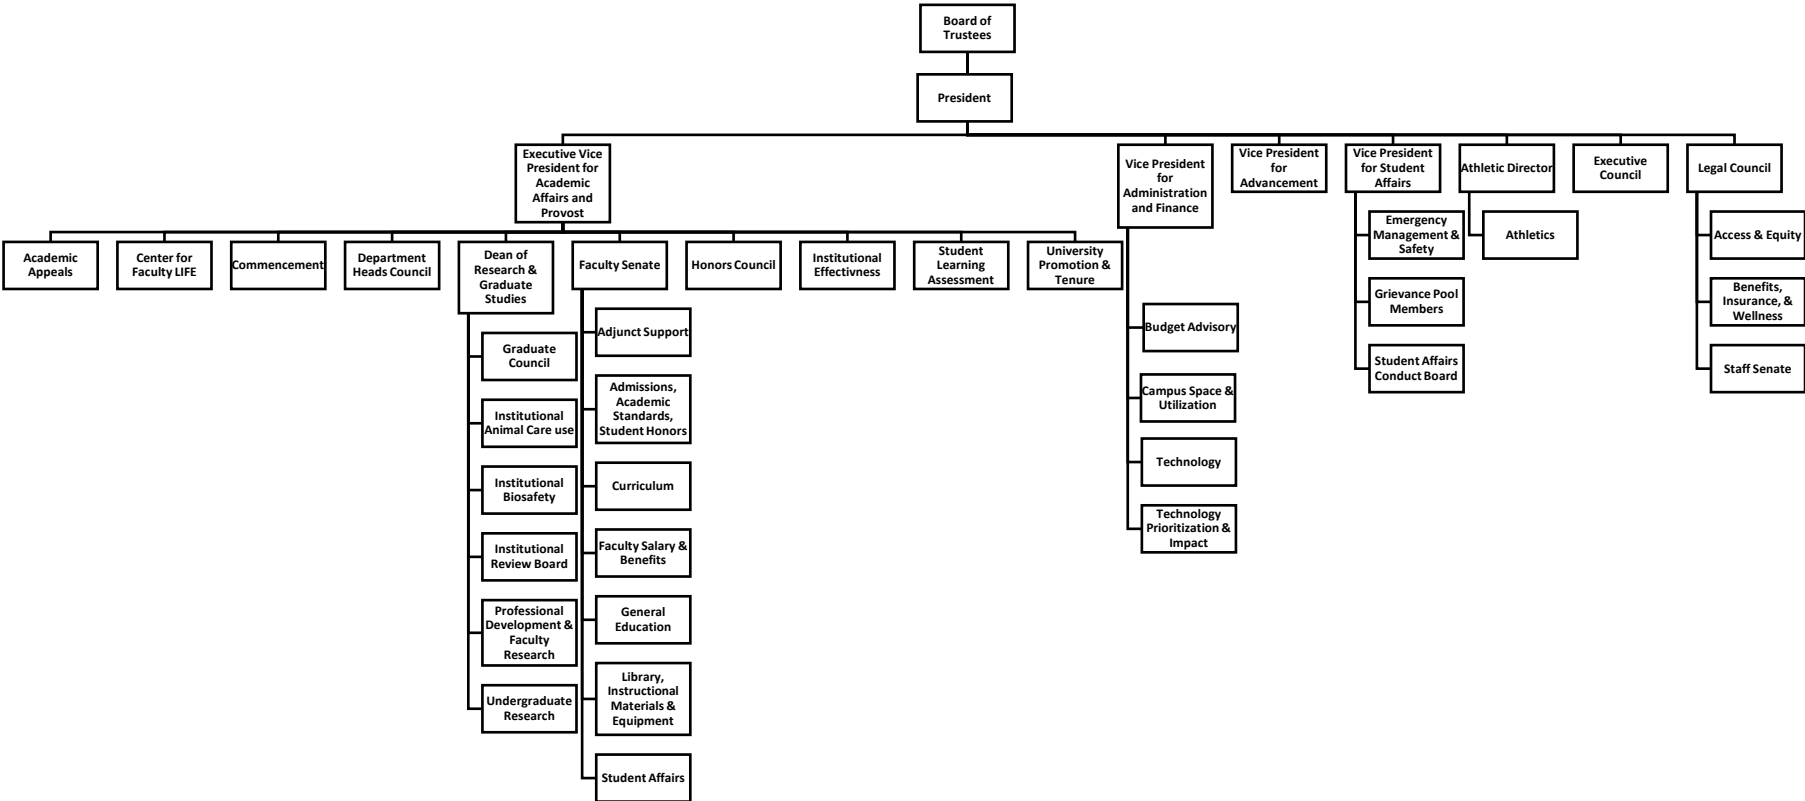 Board of
Trustees
President
Executive Vice
President for
Academic
Affairs and
Provost
Vice President
for
Administration
and Finance
Vice President
for
Advancement
Vice President
for Student
Affairs
Athletic Director
Executive
Council
Legal Council
Academic
Appeals
Center for
Faculty LIFE
Commencement
Department
Heads Council
Dean of
Research &
Graduate
Studies
Faculty Senate
Honors Council
Institutional
Effectivness
Student
Learning
Assessment
University
Promotion &
Tenure
Graduate
Council
Institutional
Animal Care use
Institutional
Biosafety
Institutional
Review Board
Professional
Development &
Faculty
Research
Undergraduate
Research
Adjunct Support
Admissions,
Academic
Standards,
Student Honors
Curriculum
Faculty Salary &
Benefits
General
Education
Library,
Instructional
Materials &
Equipment
Student Affairs
Budget Advisory
Campus Space &
Utilization
Technology
Technology
Prioritization &
Impact
Emergency
Management &
Safety
Grievance Pool
Members
Student Affairs
Conduct Board
Athletics
Access & Equity
Benefits,
Insurance, &
Wellness
Staff Senate